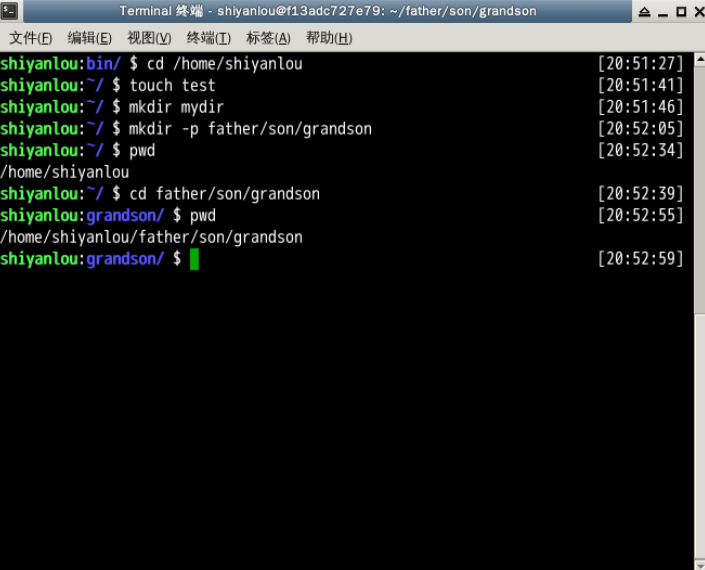 Terminal 终端 - shiyanlou@f13adc727e79: ~/father/son/grandson
文件(F) 编辑(E) 视图(V) 终端(T) 标签(A) 帮助(H)
shiyanlou:bin/ $ cd /home/shiyanlou [20:51:27]
shiyanlou:~/ $ touch test [20:51:41]
shiyanlou:~/ $ mkdir mydir [20:51:46]
shiyanlou:~/ $ mkdir -p father/son/grandson [20:52:05]
shiyanlou:~/ $ pwd [20:52:34]
/home/shiyanlou
shiyanlou:~/ $ cd father/son/grandson [20:52:39]
shiyanlou:grandson/ $ pwd [20:52:55]
/home/shiyanlou/father/son/grandson
shiyanlou:grandson/ $ [20:52:59]